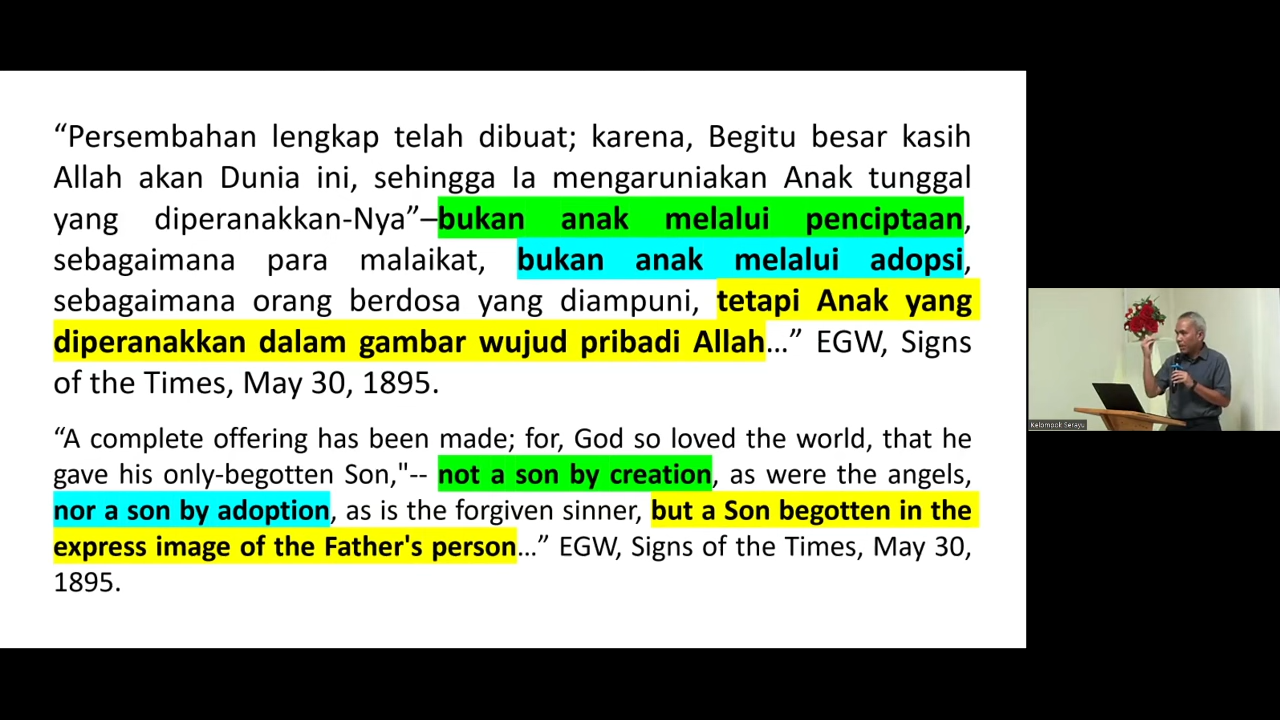 “Persembahan lengkap telah dibuat; karena, Begitu besar kasih
Allah akan Dunia ini, sehingga Ia mengaruniakan Anak tunggal
yang diperanakkan-Nya”–bukan anak melalui penciptaan,
sebagaimana para malaikat, bukan anak melalui adopsi,
sebagaimana orang berdosa yang diampuni, tetapi Anak yang
diperanakkan dalam gambar wujud pribadi Allah…” EGW, Signs
of the Times, May 30, 1895.
“A complete offering has been made; for, God so loved the world, that he
gave his only-begotten Son,"-- not a son by creation, as were the angels,
nor a son by adoption, as is the forgiven sinner, but a Son begotten in the
express image of the Father's person…” EGW, Signs of the Times, May 30,
1895.
Kelompok Serayu